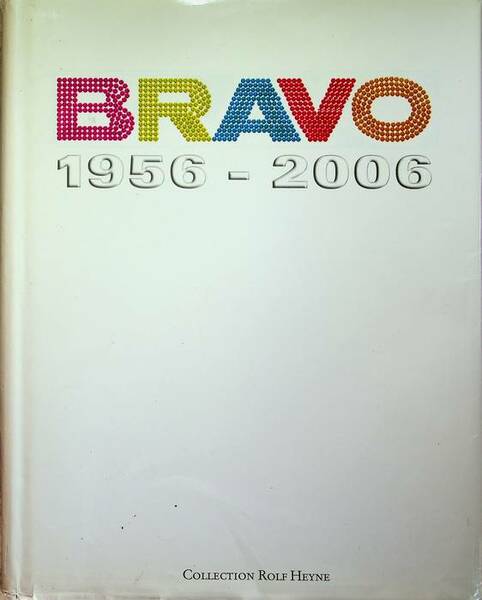 BRAVO
1956 - 2006
COLLECTION ROLF HEYNE